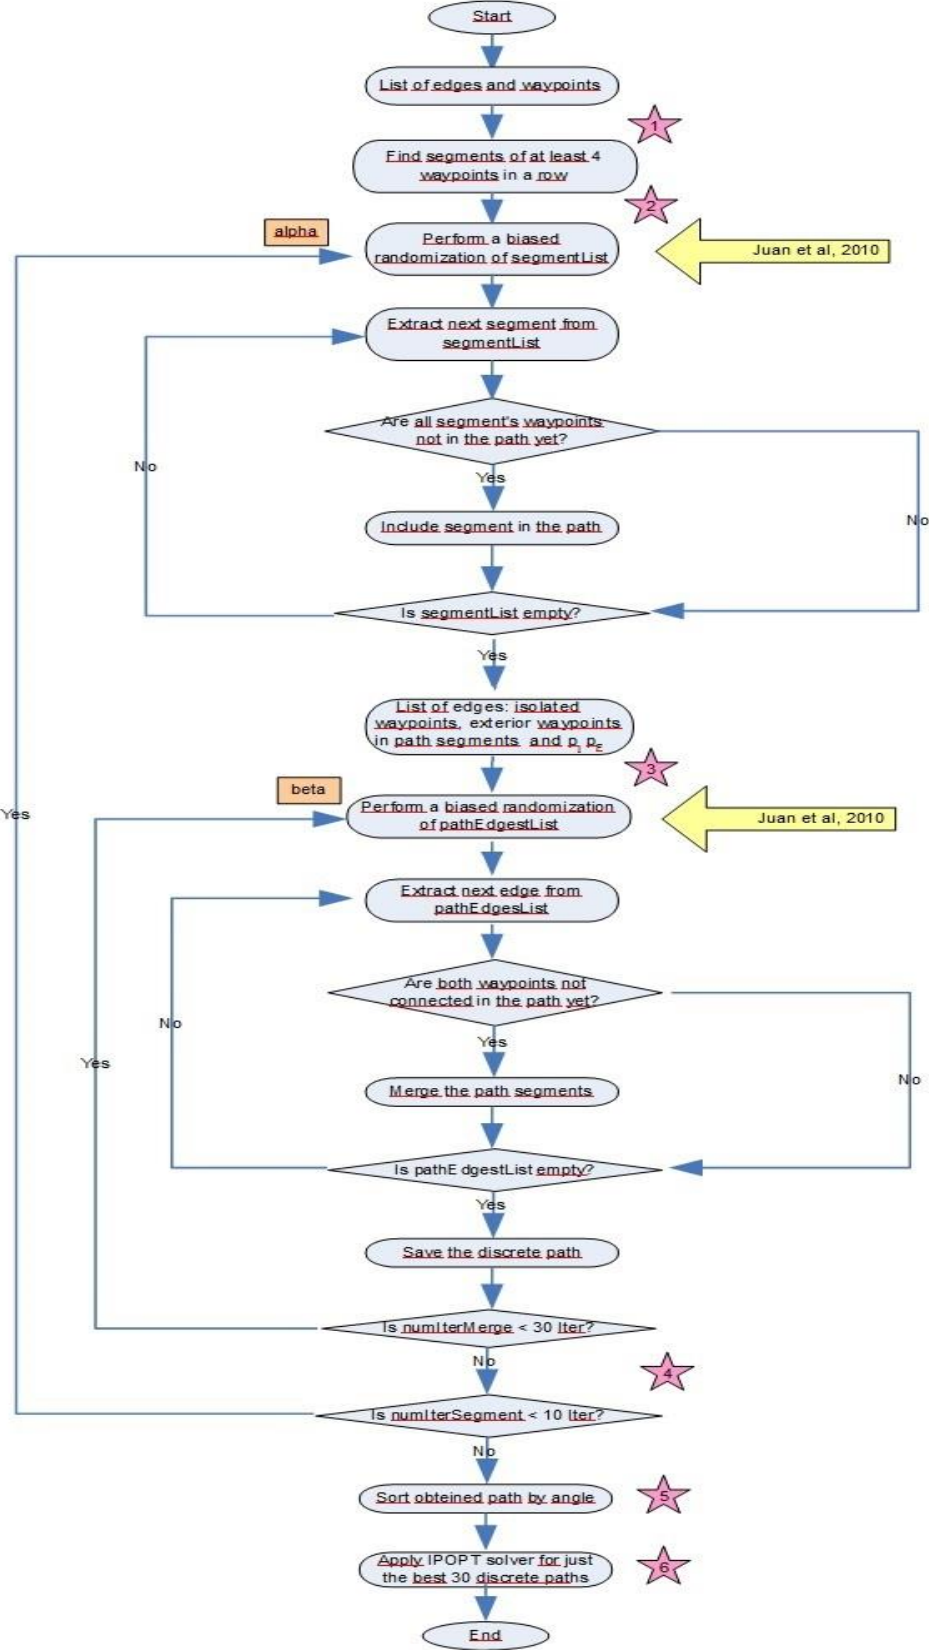 Start
List of edges and waypoints
1
Find segments of at least 4
waypoints in a row
2
alpha
Perform a biased
randomization of segmentList
Juan et al, 2010
Extract next segment from
segmentList
Are all segment's waypoints
not in the path yet?
No
Yes
No
Include segment in the path
Is segmentList empty?
Yes
List of edges: isolated
waypoints, exterior waypoints
in path segments and pI pE
3
beta
Perform a biased randomization
of pathEdgestList
Juan et al, 2010
Yes
Extract next edge from
pathEdgesList
Are both waypoints not
connected in the path yet?
No
Yes
Yes
No
Merge the path segments
Is pathEdgestList empty?
Yes
Save the discrete path
Is numIterMerge < 30 Iter?
No
4
Is numIterSegment < 10 Iter?
No
Sort obteined path by angle
5
Apply IPOPT solver for just
the best 30 discrete paths
6
End